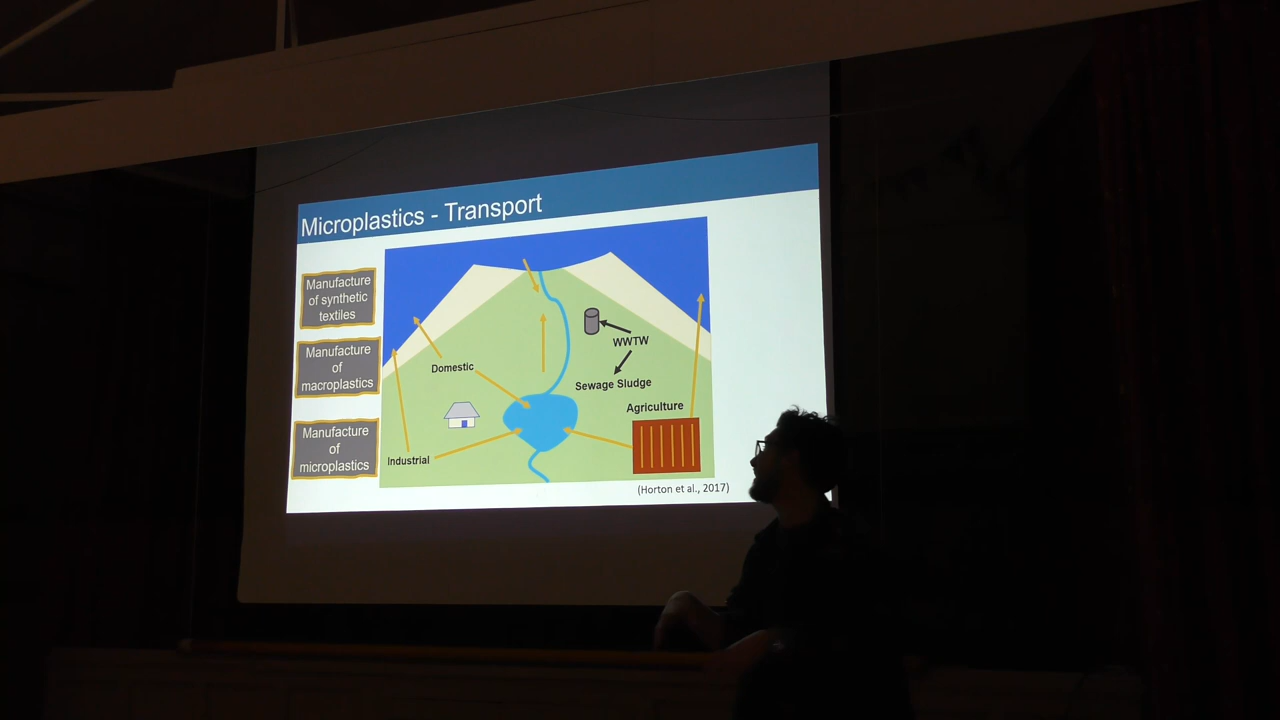 Microplastics - Transport
Manufacture
of synthetic
textiles
Manufacture
of
macroplastics
Manufacture
of
microplastics
WWTW
Domestic
Sewage Sludge
Agriculture
Industrial
(Horton et al., 2017)